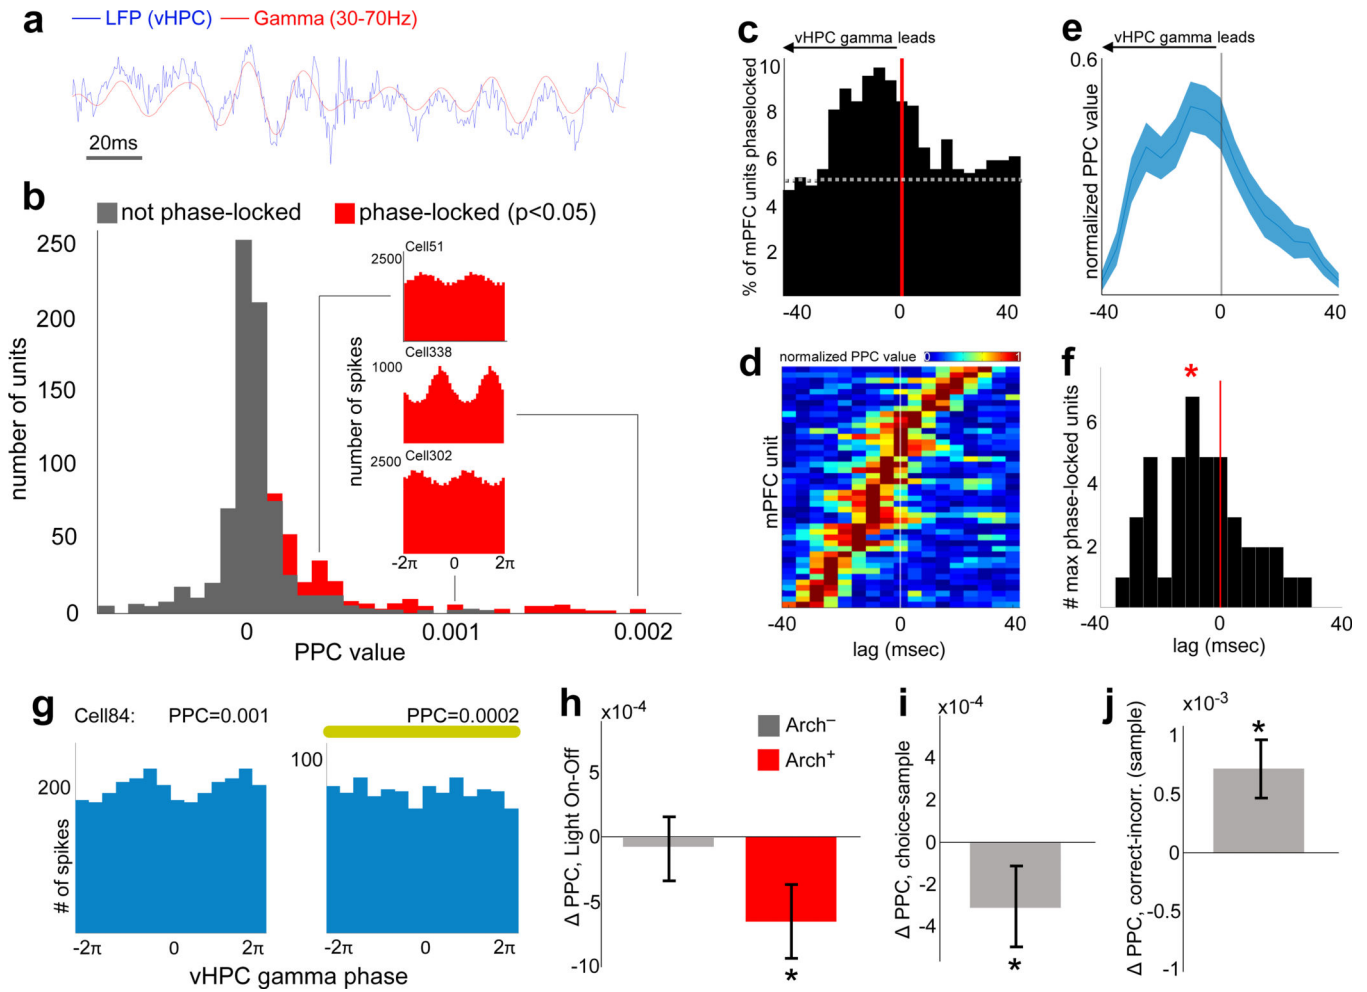 a
LFP (vHPC)
Gamma (30-70Hz)
20ms
b
not phase-locked
phase-locked (p<0.05)
number of units
250
200
150
100
50
0
0
0.001
0.002
PPC value
number of spikes
Cell51
2500
Cell338
1000
Cell302
2500
-2π
0
2π
c
vHPC gamma leads
% of mPFC units phaselocked
10
8
6
4
2
-40
0
40
d
normalized PPC value
0
1
mPFC unit
-40
0
40
lag (msec)
e
vHPC gamma leads
0.6
normalized PPC value
-40
0
40
f
*
# max phase-locked units
6
4
2
-40
0
40
lag (msec)
g
Cell84:
PPC=0.001
PPC=0.0002
200
100
# of spikes
-2π
0
2π
-2π
0
2π
vHPC gamma phase
h
x10-4
Arch–
Arch+
Δ PPC, Light On-Off
5
0
-5
-10
*
i
x10-4
Δ PPC, choice-sample
4
2
0
-2
-4
*
j
x10-3
Δ PPC, correct-incorr. (sample)
1
0.5
0
-0.5
-1
*